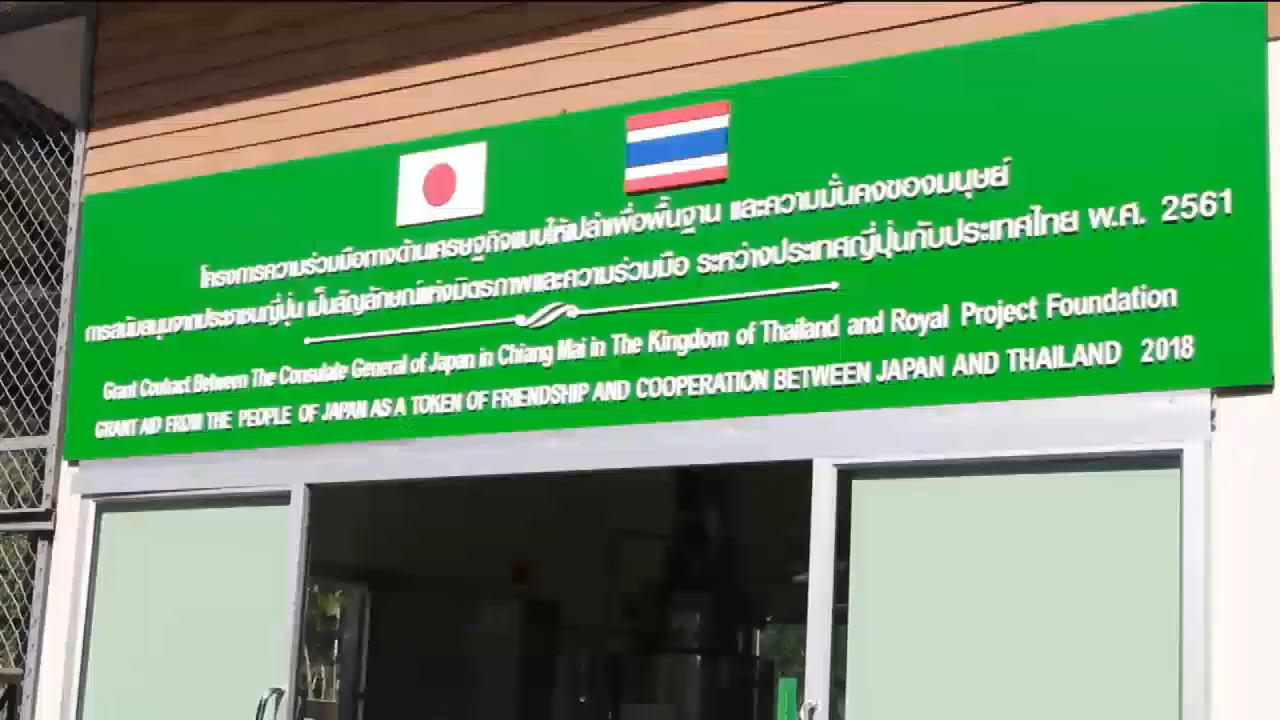 โครงการความร่วมมือทางด้านเศรษฐกิจแบบให้เปล่าเพื่อพื้นฐาน และความมั่นคงของมนุษย์
การสนับสนุนจากประชาชนญี่ปุ่น เป็นสัญลักษณ์แห่งมิตรภาพและความร่วมมือ ระหว่างประเทศญี่ปุ่นกับประเทศไทย พ.ศ. 2561
Grant Contract Between The Consulate General of Japan in Chiang Mai in The Kingdom of Thailand and Royal Project Foundation
GRANT AID FROM THE PEOPLE OF JAPAN AS A TOKEN OF FRIENDSHIP AND COOPERATION BETWEEN JAPAN AND THAILAND 2018